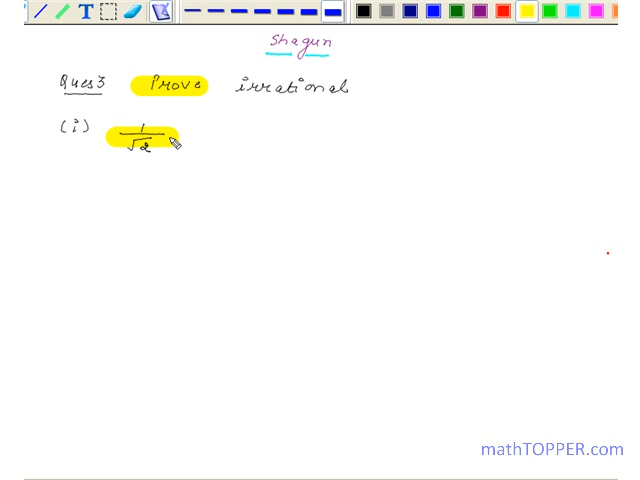 T
Shagun
Ques 3 Prove irrational
(i) 1/√2
mathTOPPER.com